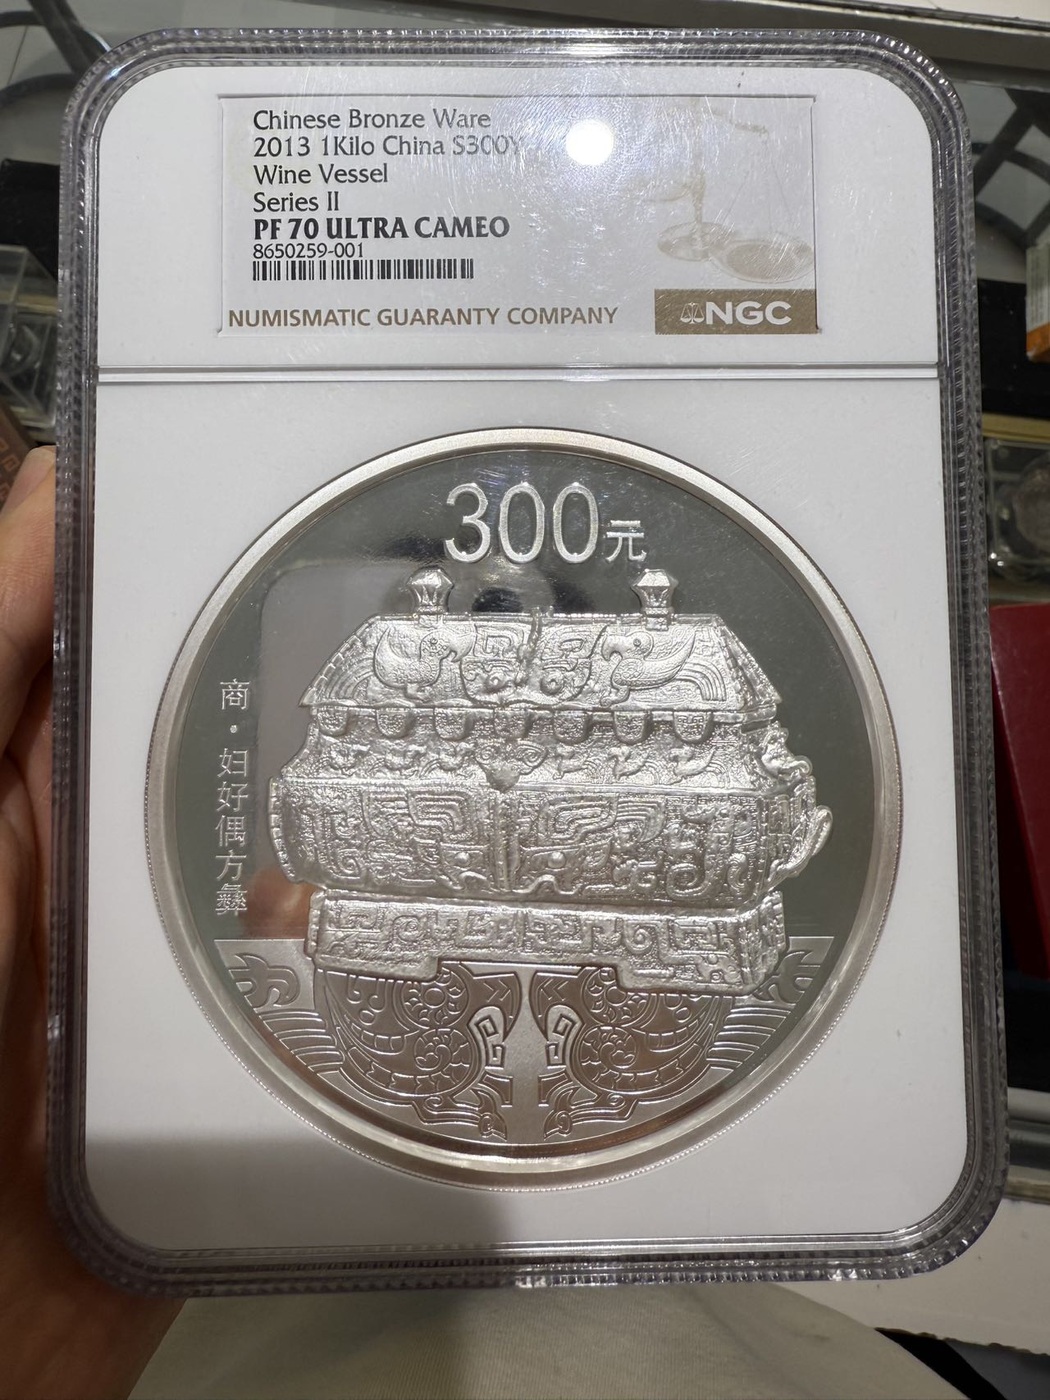 Chinese Bronze Ware
2013 1Kilo China S300Y
Wine Vessel
Series II
PF 70 ULTRA CAMEO
8650259-001
NUMISMATIC GUARANTY COMPANY
NGC
300元
商·妇好偶方彝